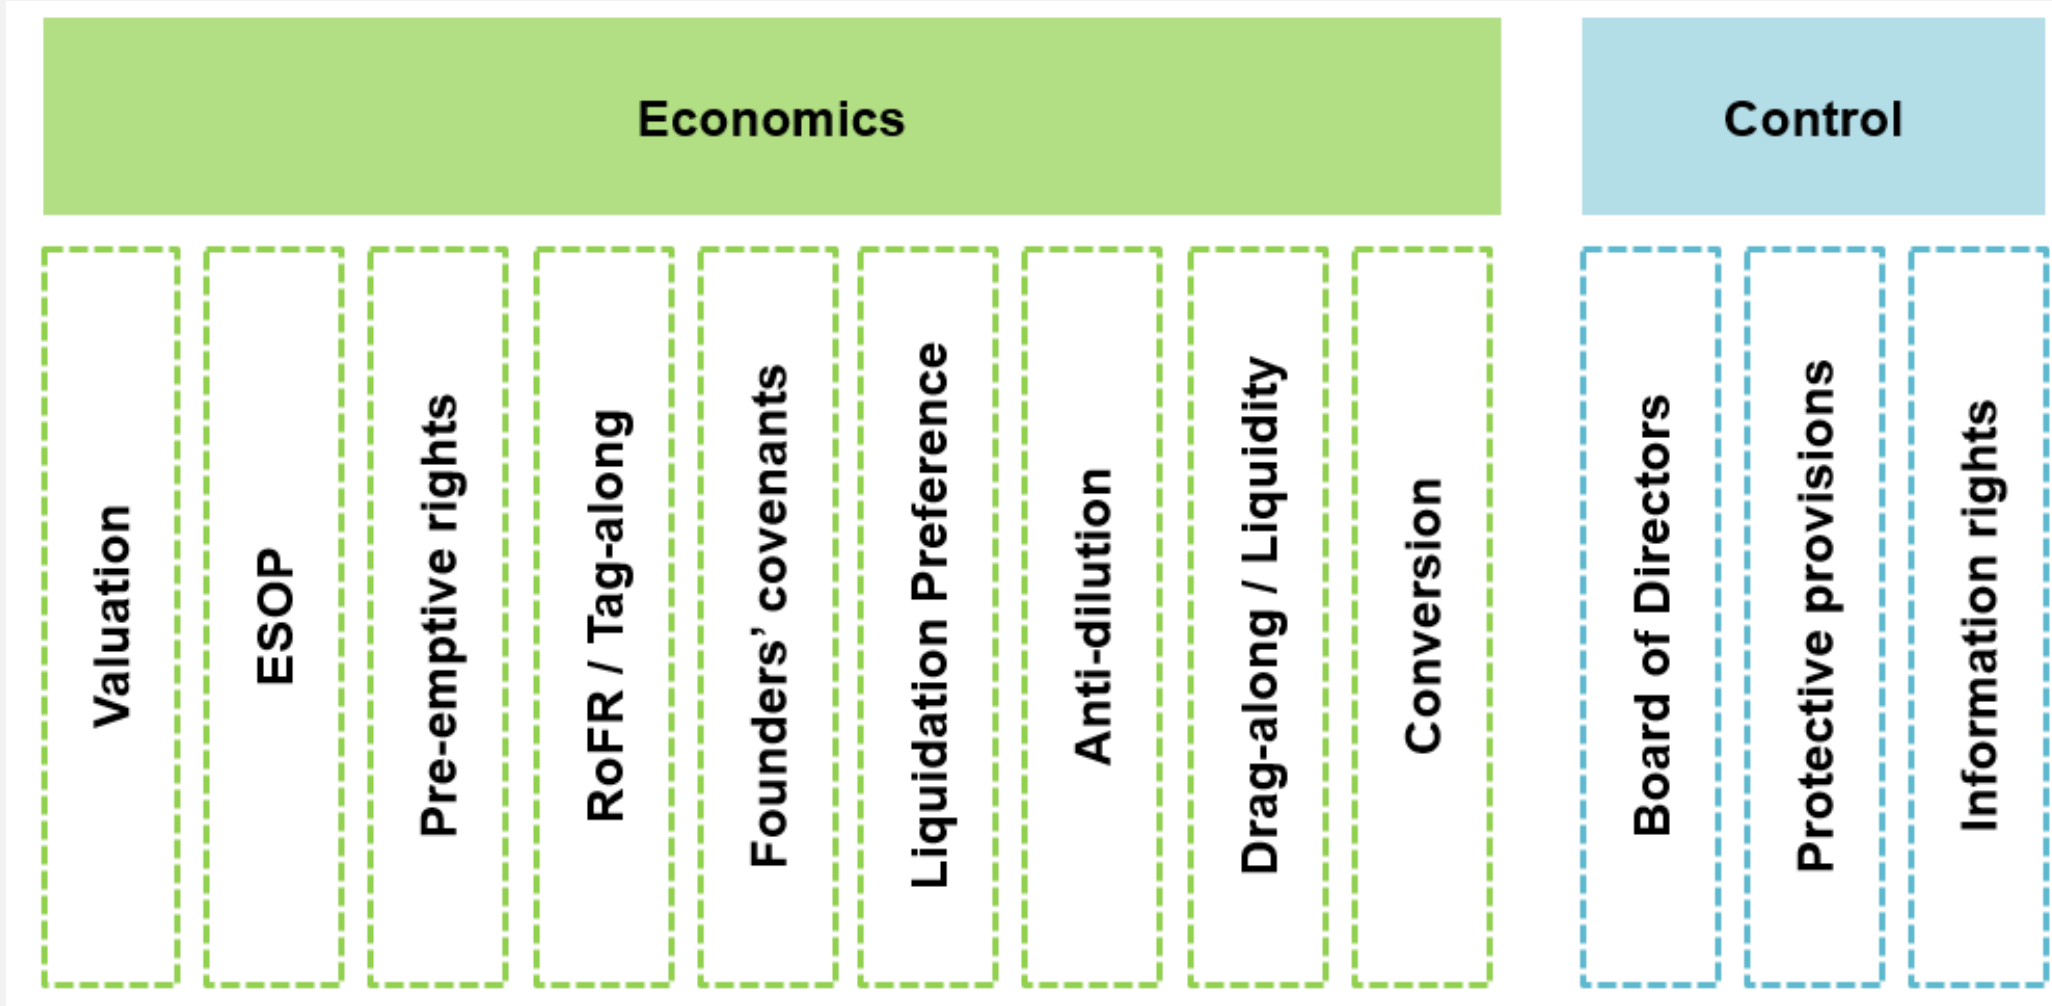 Economics
Control
Valuation
ESOP
Pre-emptive rights
RoFR / Tag-along
Founders’ covenants
Liquidation Preference
Anti-dilution
Drag-along / Liquidity
Conversion
Board of Directors
Protective provisions
Information rights